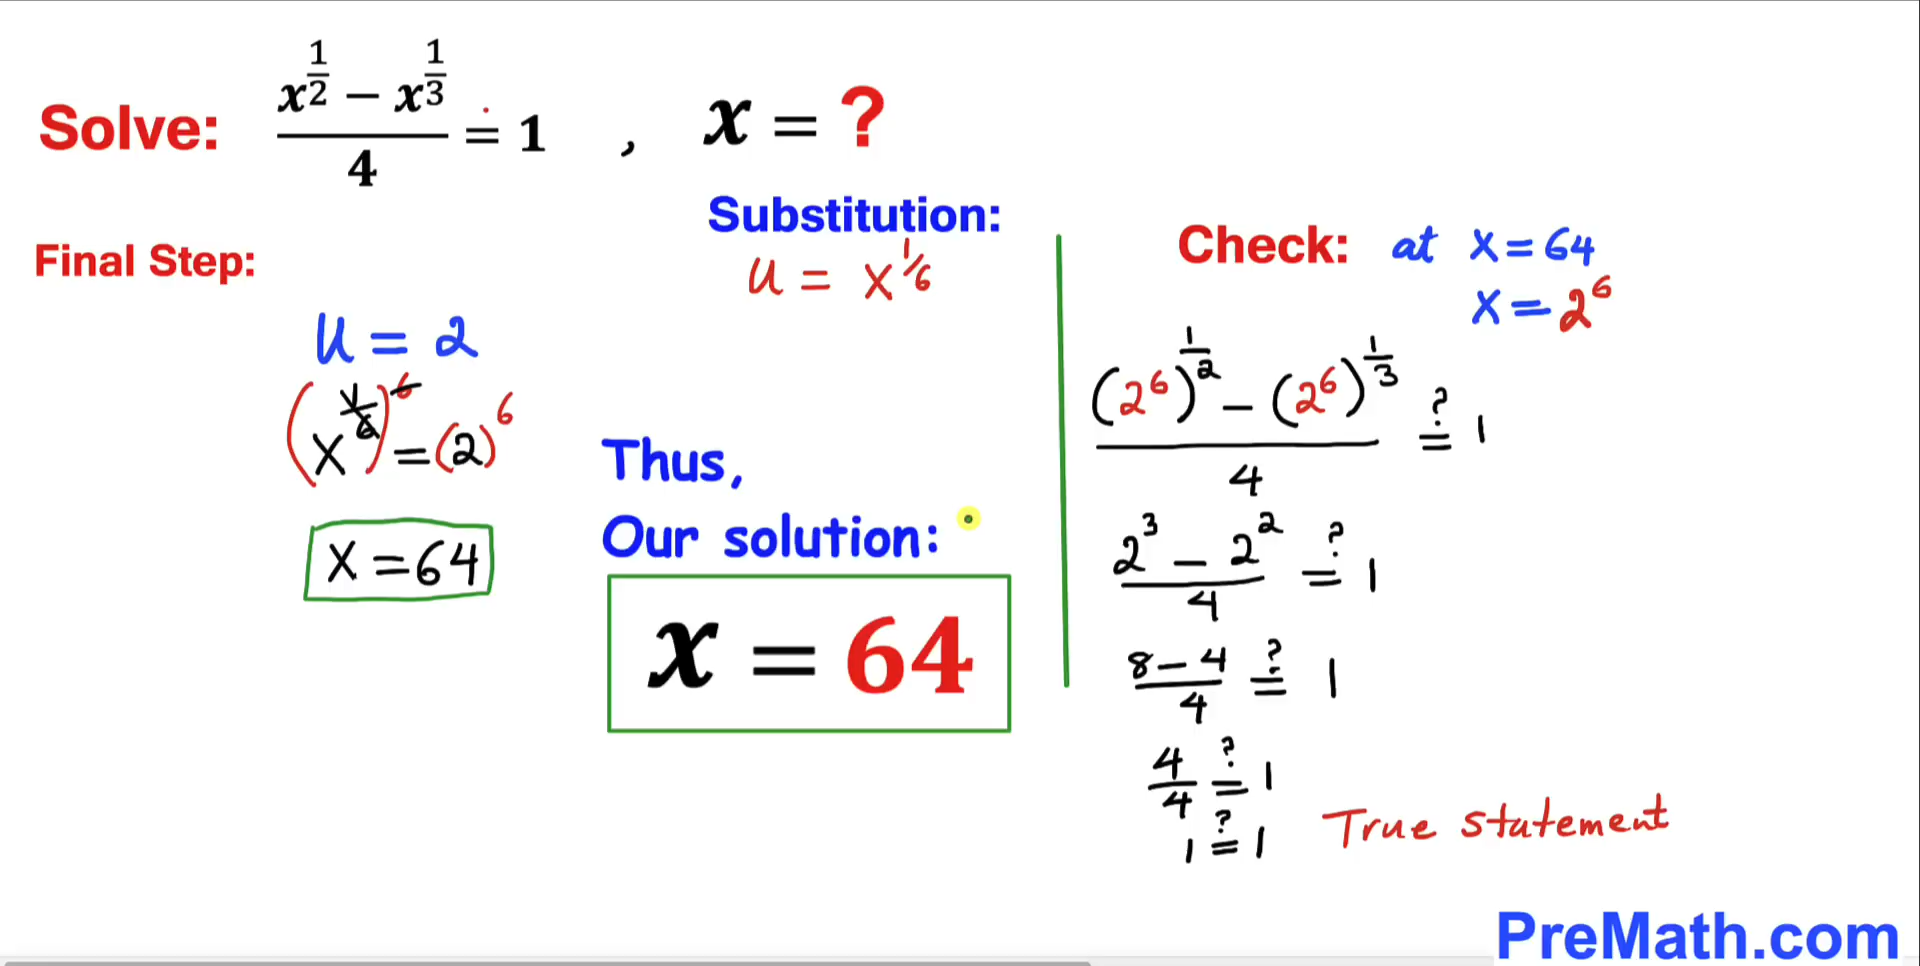 Solve: (x^(1/2) − x^(1/3))/4 = 1 , x = ?
Substitution:
u = x^(1/6)
Final Step:
u = 2
(x^(1/6))^6 = (2)^6
x = 64
Thus,
Our solution:
x = 64
Check: at x = 64
x = 2^6
((2^6)^(1/2) − (2^6)^(1/3))/4 ?= 1
(2^3 − 2^2)/4 ?= 1
(8 − 4)/4 ?= 1
4/4 ?= 1
1 ?= 1 True statement
PreMath.com